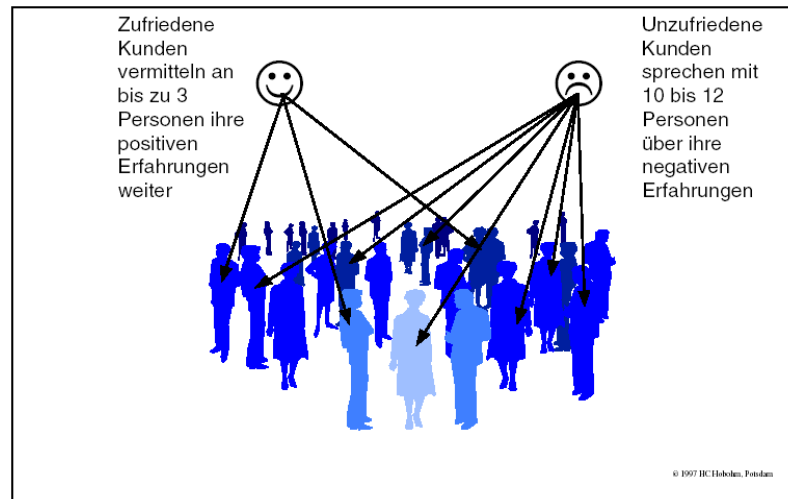 Zufriedene
Kunden
vermitteln an
bis zu 3
Personen ihre
positiven
Erfahrungen
weiter
Unzufriedene
Kunden
sprechen mit
10 bis 12
Personen
über ihre
negativen
Erfahrungen
© 1997 HC Hobohm, Potsdam